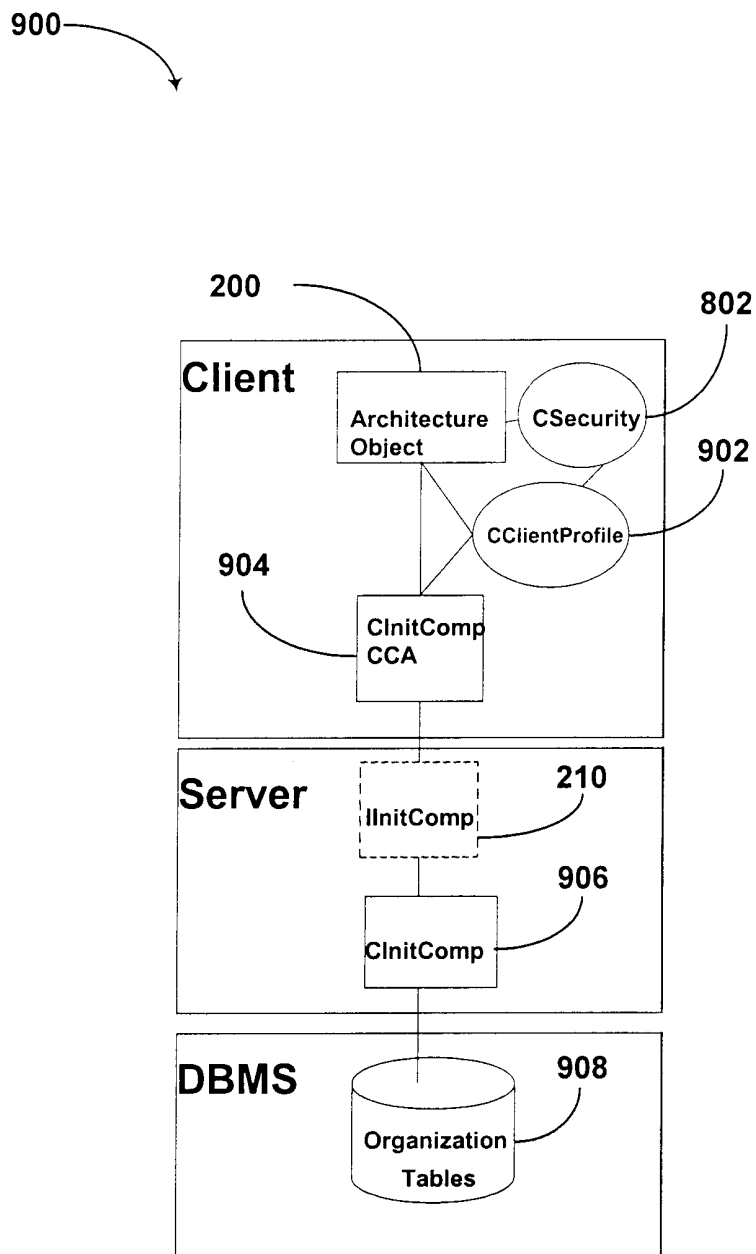 900
200
802
Client
Architecture
Object
CSecurity
902
CClientProfile
904
CInitComp
CCA
Server
210
IInitComp
906
CInitComp
DBMS
908
Organization
Tables